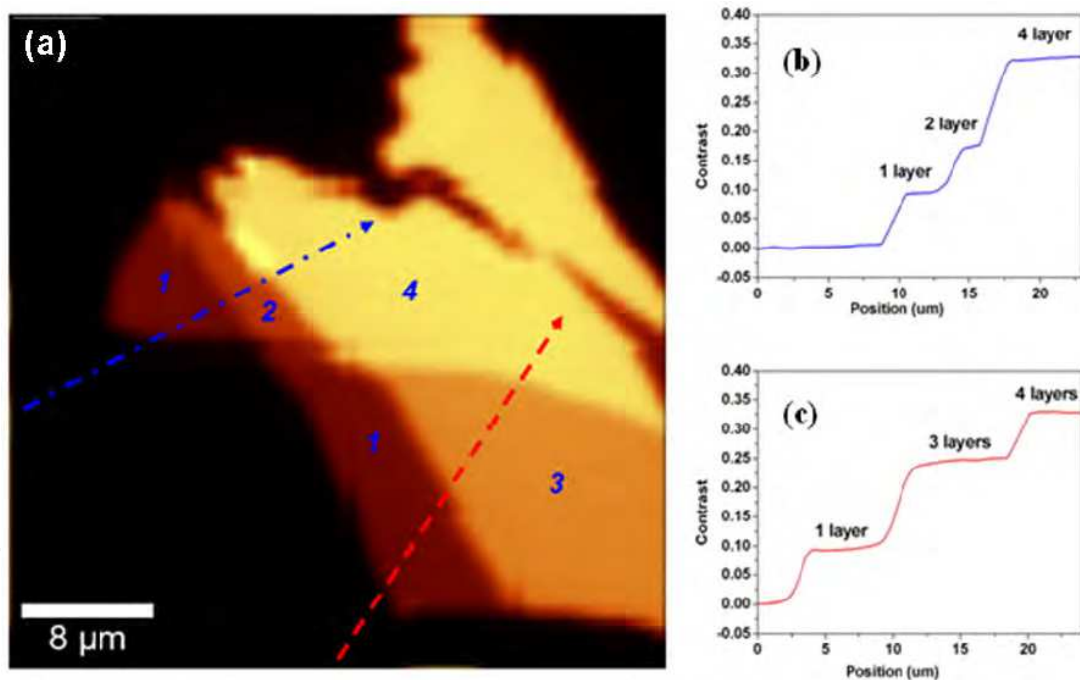 (a)
1
2
4
1
3
8 μm
(b)
0.40
0.35
0.30
0.25
0.20
0.15
0.10
0.05
0.00
-0.05
Contrast
1 layer
2 layer
4 layer
0 5 10 15 20
Position (um)
(c)
0.40
0.35
0.30
0.25
0.20
0.15
0.10
0.05
0.00
-0.05
Contrast
1 layer
3 layers
4 layers
0 5 10 15 20
Position (um)